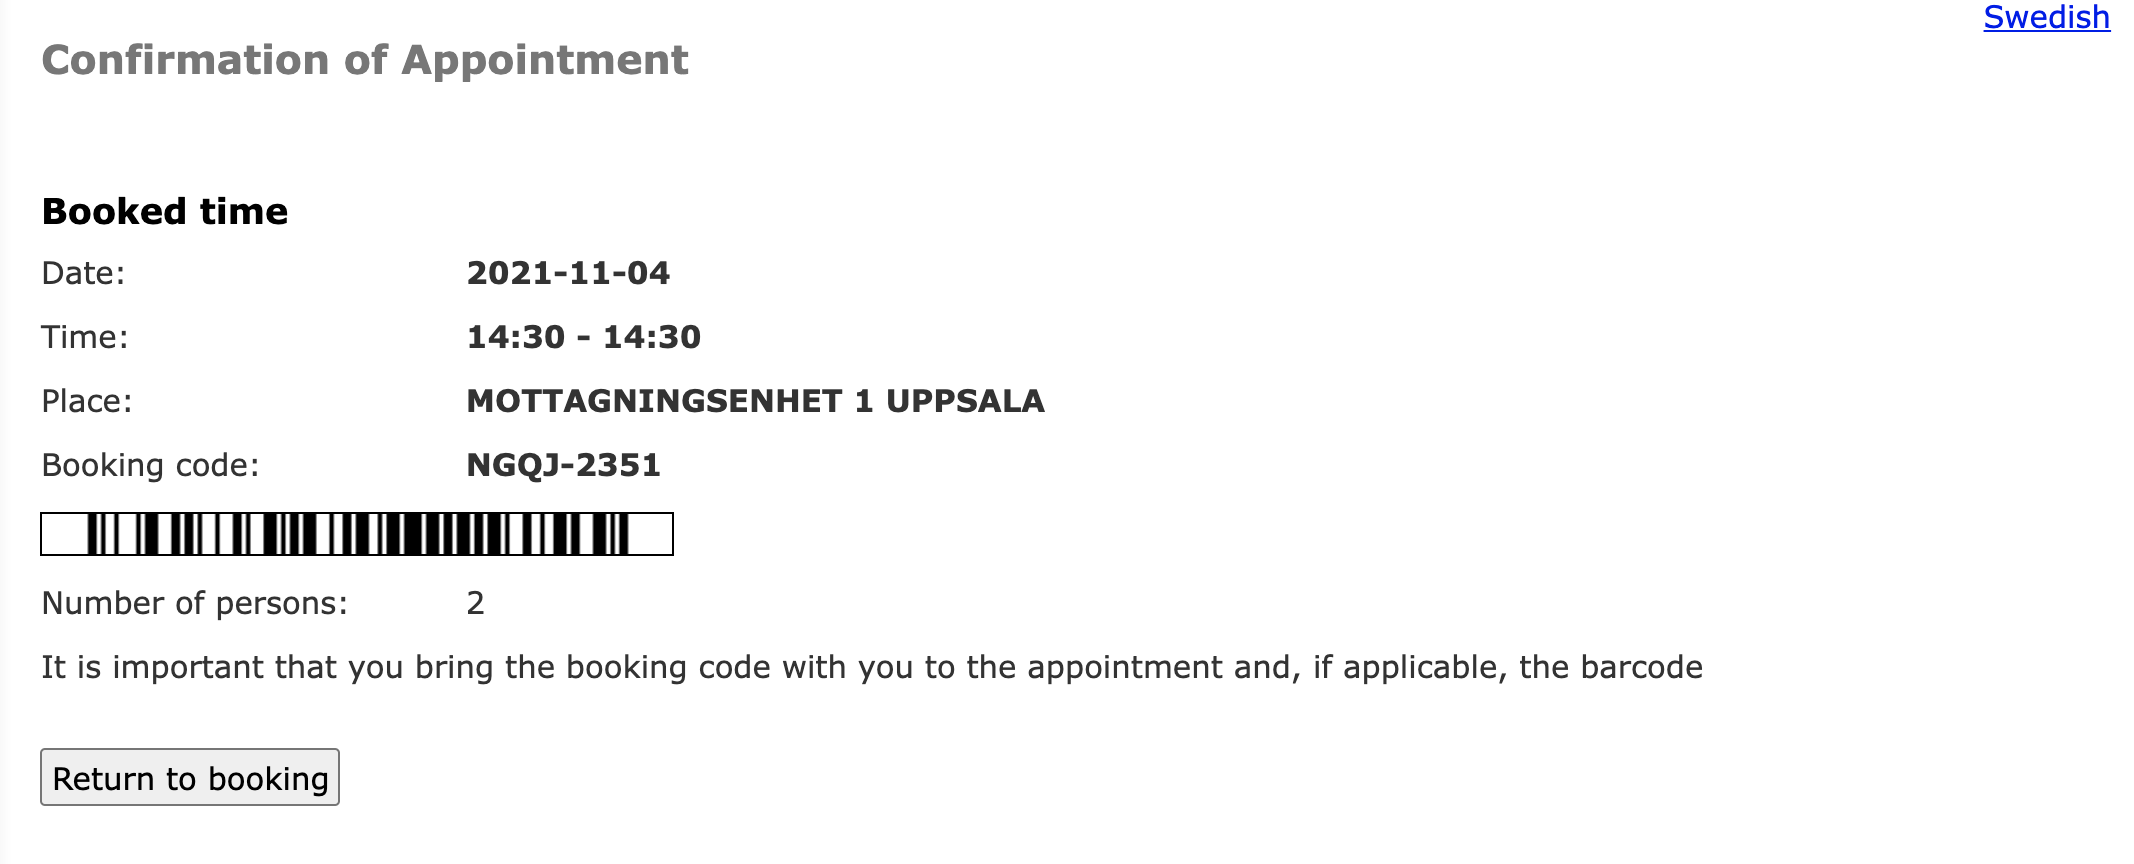 Swedish
Confirmation of Appointment
Booked time
Date: 2021-11-04
Time: 14:30 - 14:30
Place: MOTTAGNINGSENHET 1 UPPSALA
Booking code: NGQJ-2351
Number of persons: 2
It is important that you bring the booking code with you to the appointment and, if applicable, the barcode
Return to booking